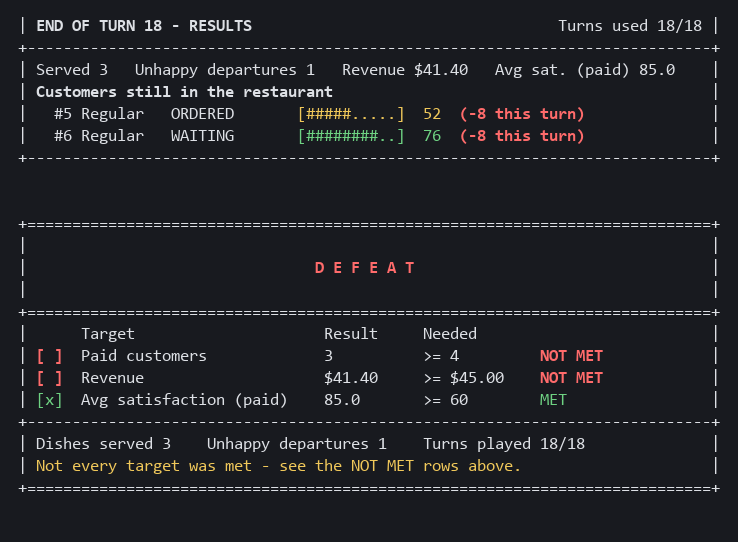 | END OF TURN 18 - RESULTS                                  Turns used 18/18 |
+----------------------------------------------------------------------------+
| Served 3   Unhappy departures 1   Revenue $41.40   Avg sat. (paid) 85.0    |
| Customers still in the restaurant                                          |
|   #5 Regular   ORDERED       [#####.....]  52  (-8 this turn)              |
|   #6 Regular   WAITING       [########..]  76  (-8 this turn)              |
+----------------------------------------------------------------------------+
+============================================================================+
|                                                                            |
|                                D E F E A T                                 |
|                                                                            |
+============================================================================+
|      Target                     Result     Needed                          |
| [ ]  Paid customers             3          >= 4         NOT MET            |
| [ ]  Revenue                    $41.40     >= $45.00    NOT MET            |
| [x]  Avg satisfaction (paid)    85.0       >= 60        MET                |
+----------------------------------------------------------------------------+
| Dishes served 3    Unhappy departures 1    Turns played 18/18              |
| Not every target was met - see the NOT MET rows above.                     |
+============================================================================+